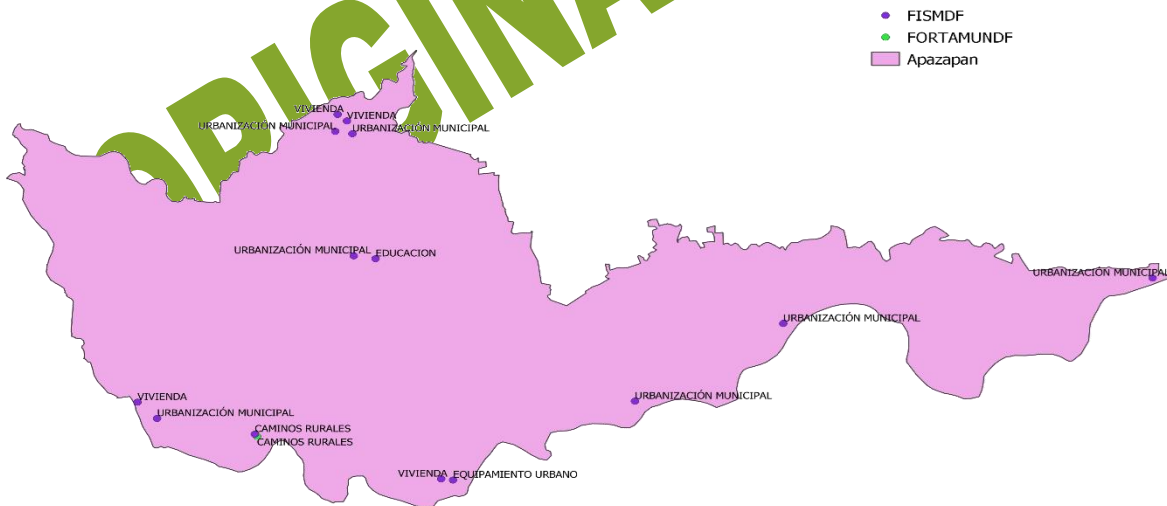 FISMDF
FORTAMUNDF
Apazapan
ORIGINA
VIVIENDA
VIVIENDA
URBANIZACIÓN MUNICIPAL
URBANIZACIÓN MUNICIPAL
URBANIZACIÓN MUNICIPAL
EDUCACION
URBANIZACIÓN MUNICIPAL
URBANIZACIÓN MUNICIPAL
VIVIENDA
URBANIZACIÓN MUNICIPAL
URBANIZACIÓN MUNICIPAL
CAMINOS RURALES
CAMINOS RURALES
VIVIENDA
EQUIPAMIENTO URBANO